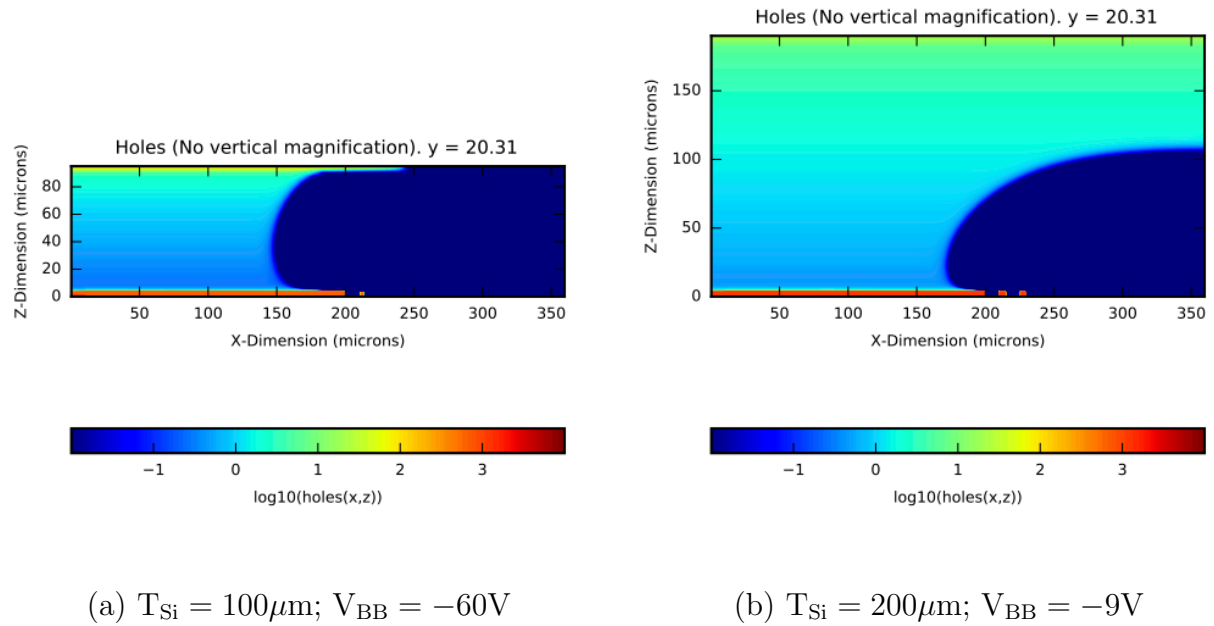 Holes (No vertical magnification). y = 20.31
Z-Dimension (microns)
80
60
40
20
0
50 100 150 200 250 300 350
X-Dimension (microns)
−1 0 1 2 3
log10(holes(x,z))
(a) T_Si = 100μm; V_BB = −60V
Holes (No vertical magnification). y = 20.31
Z-Dimension (microns)
150
100
50
0
50 100 150 200 250 300 350
X-Dimension (microns)
−1 0 1 2 3
log10(holes(x,z))
(b) T_Si = 200μm; V_BB = −9V